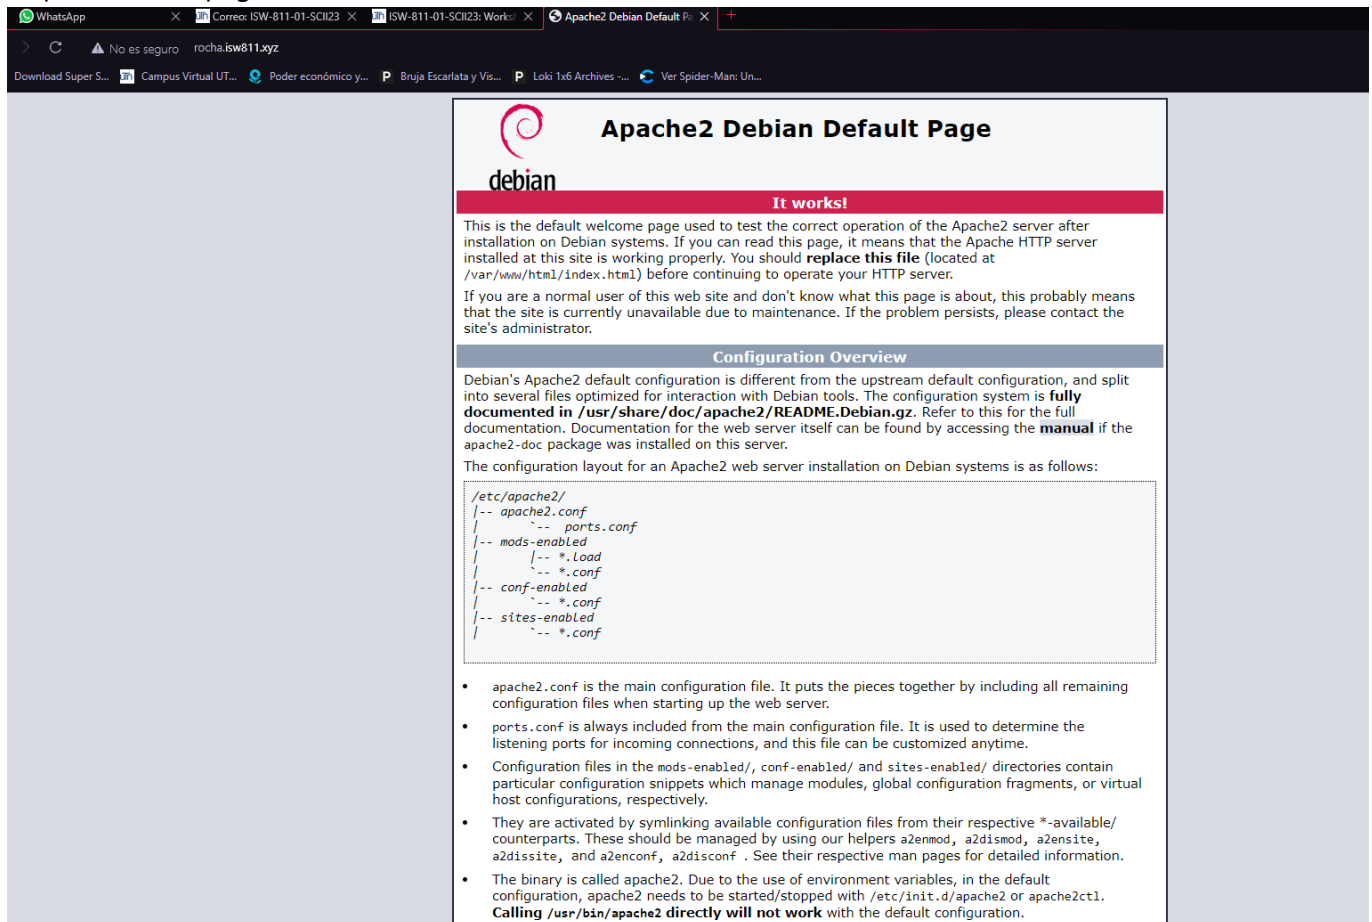 WhatsApp
Correo: ISW-811-01-SCII23
ISW-811-01-SCII23: Works
Apache2 Debian Default Pa
No es seguro rocha.isw811.xyz
Download Super S...
Campus Virtual UT...
Poder económico y...
Bruja Escarlata y Vis...
Loki 1x6 Archives -...
Ver Spider-Man: Un...
debian
Apache2 Debian Default Page
It works!
This is the default welcome page used to test the correct operation of the Apache2 server after
installation on Debian systems. If you can read this page, it means that the Apache HTTP server
installed at this site is working properly. You should replace this file (located at
/var/www/html/index.html) before continuing to operate your HTTP server.
If you are a normal user of this web site and don't know what this page is about, this probably means
that the site is currently unavailable due to maintenance. If the problem persists, please contact the
site's administrator.
Configuration Overview
Debian's Apache2 default configuration is different from the upstream default configuration, and split
into several files optimized for interaction with Debian tools. The configuration system is fully
documented in /usr/share/doc/apache2/README.Debian.gz. Refer to this for the full
documentation. Documentation for the web server itself can be found by accessing the manual if the
apache2-doc package was installed on this server.
The configuration layout for an Apache2 web server installation on Debian systems is as follows:
/etc/apache2/
|-- apache2.conf
|       `--  ports.conf
|-- mods-enabled
|       |-- *.load
|       `-- *.conf
|-- conf-enabled
|       `-- *.conf
|-- sites-enabled
|       `-- *.conf
• apache2.conf is the main configuration file. It puts the pieces together by including all remaining
configuration files when starting up the web server.
• ports.conf is always included from the main configuration file. It is used to determine the
listening ports for incoming connections, and this file can be customized anytime.
• Configuration files in the mods-enabled/, conf-enabled/ and sites-enabled/ directories contain
particular configuration snippets which manage modules, global configuration fragments, or virtual
host configurations, respectively.
• They are activated by symlinking available configuration files from their respective *-available/
counterparts. These should be managed by using our helpers a2enmod, a2dismod, a2ensite,
a2dissite, and a2enconf, a2disconf . See their respective man pages for detailed information.
• The binary is called apache2. Due to the use of environment variables, in the default
configuration, apache2 needs to be started/stopped with /etc/init.d/apache2 or apache2ctl.
Calling /usr/bin/apache2 directly will not work with the default configuration.